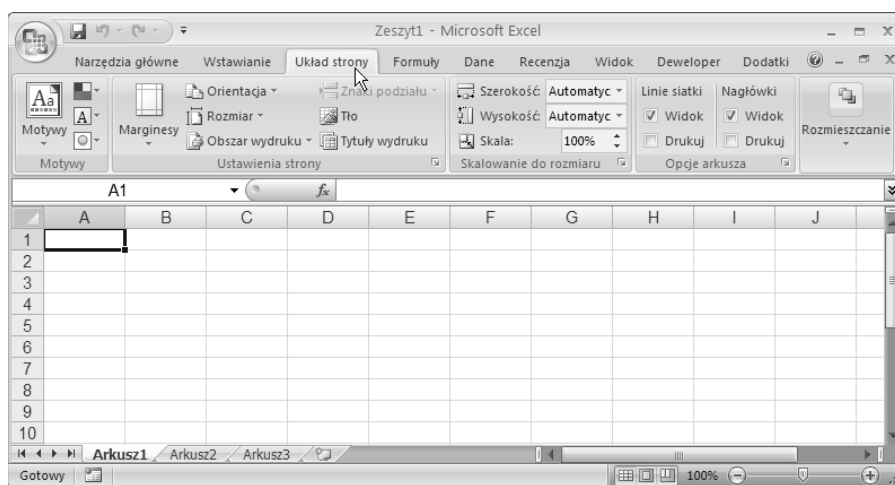 Zeszyt1 - Microsoft Excel
Narzędzia główne Wstawianie Układ strony Formuły Dane Recenzja Widok Deweloper Dodatki
Aa Orientacja Znaki podziału Szerokość: Automatyc Linie siatki Nagłówki
A Rozmiar Tło Wysokość: Automatyc Widok Widok
Motywy Marginesy Obszar wydruku Tytuły wydruku Skala: 100% Drukuj Drukuj Rozmieszczanie
Motywy Ustawienia strony Skalowanie do rozmiaru Opcje arkusza
A1 fx
A B C D E F G H I J
1
2
3
4
5
6
7
8
9
10
Arkusz1 Arkusz2 Arkusz3
Gotowy 100%